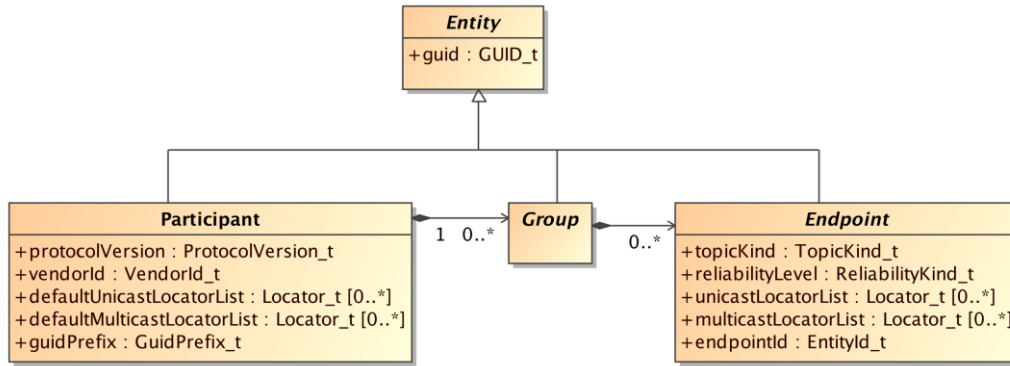 Entity
+guid : GUID_t
Participant
+protocolVersion : ProtocolVersion_t
+vendorId : VendorId_t
+defaultUnicastLocatorList : Locator_t [0..*]
+defaultMulticastLocatorList : Locator_t [0..*]
+guidPrefix : GuidPrefix_t
1 0..*
Group
0..*
Endpoint
+topicKind : TopicKind_t
+reliabilityLevel : ReliabilityKind_t
+unicastLocatorList : Locator_t [0..*]
+multicastLocatorList : Locator_t [0..*]
+endpointId : EntityId_t